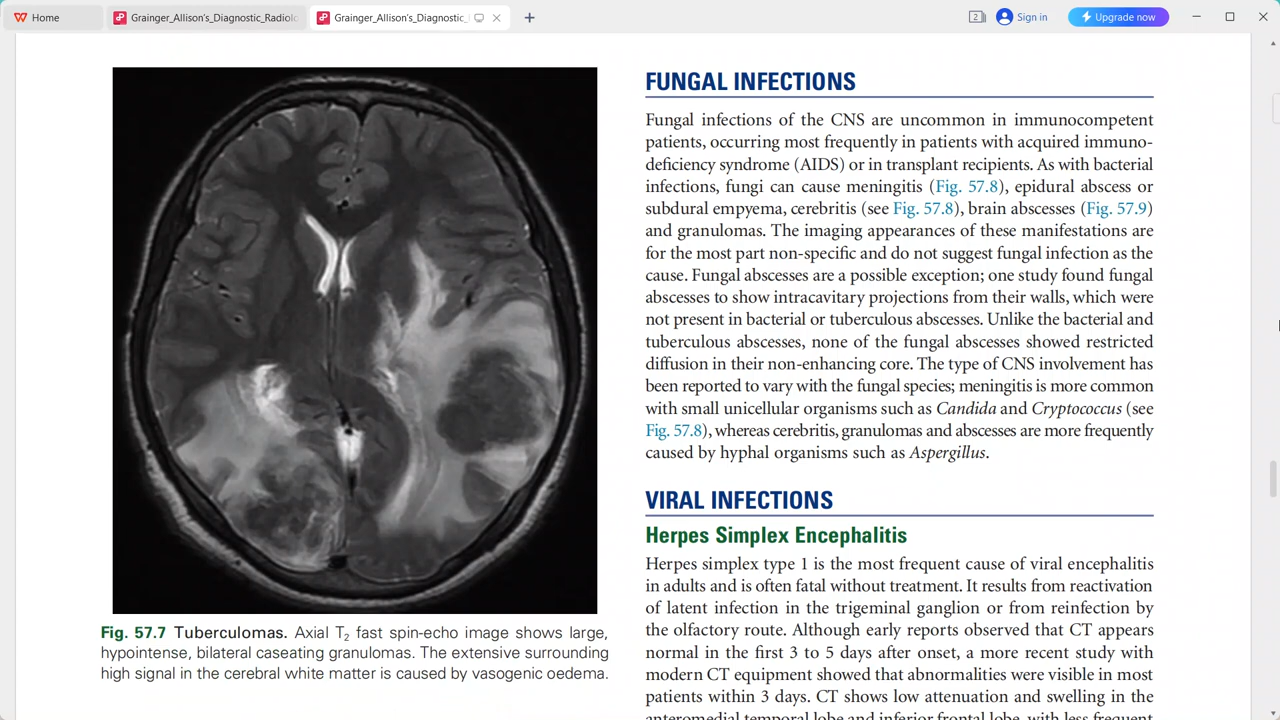 Home
Grainger_Allison's_Diagnostic_Radiolo
Grainger_Allison's_Diagnostic_
2
Sign in
Upgrade now
Fig. 57.7 Tuberculomas. Axial T2 fast spin-echo image shows large,
hypointense, bilateral caseating granulomas. The extensive surrounding
high signal in the cerebral white matter is caused by vasogenic oedema.
FUNGAL INFECTIONS
Fungal infections of the CNS are uncommon in immunocompetent
patients, occurring most frequently in patients with acquired immuno-
deficiency syndrome (AIDS) or in transplant recipients. As with bacterial
infections, fungi can cause meningitis (Fig. 57.8), epidural abscess or
subdural empyema, cerebritis (see Fig. 57.8), brain abscesses (Fig. 57.9)
and granulomas. The imaging appearances of these manifestations are
for the most part non-specific and do not suggest fungal infection as the
cause. Fungal abscesses are a possible exception; one study found fungal
abscesses to show intracavitary projections from their walls, which were
not present in bacterial or tuberculous abscesses. Unlike the bacterial and
tuberculous abscesses, none of the fungal abscesses showed restricted
diffusion in their non-enhancing core. The type of CNS involvement has
been reported to vary with the fungal species; meningitis is more common
with small unicellular organisms such as Candida and Cryptococcus (see
Fig. 57.8), whereas cerebritis, granulomas and abscesses are more frequently
caused by hyphal organisms such as Aspergillus.
VIRAL INFECTIONS
Herpes Simplex Encephalitis
Herpes simplex type 1 is the most frequent cause of viral encephalitis
in adults and is often fatal without treatment. It results from reactivation
of latent infection in the trigeminal ganglion or from reinfection by
the olfactory route. Although early reports observed that CT appears
normal in the first 3 to 5 days after onset, a more recent study with
modern CT equipment showed that abnormalities were visible in most
patients within 3 days. CT shows low attenuation and swelling in the
anteromedial temporal lobe and inferior frontal lobe, with less frequent